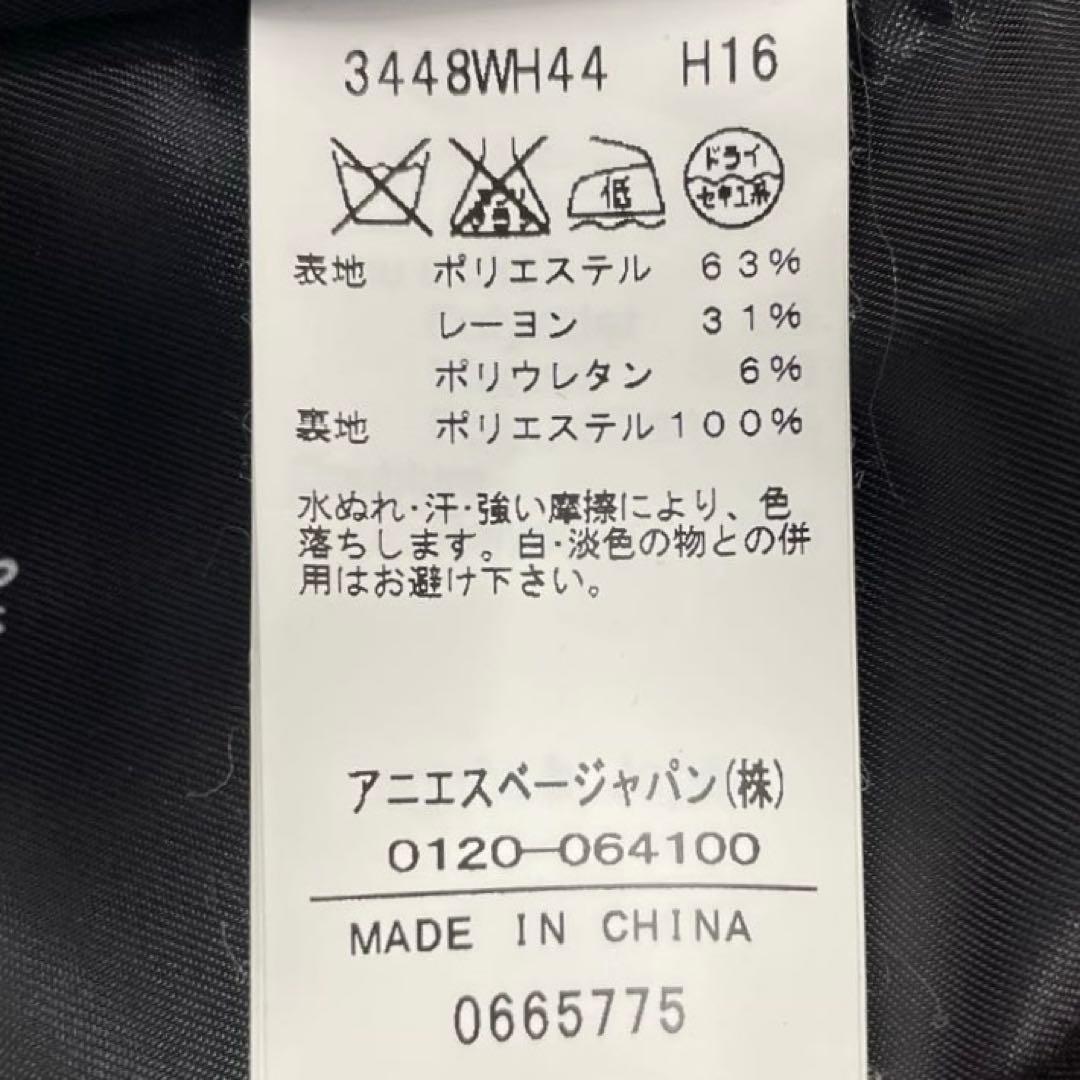 3448WH44 H16
低 ドライ
セキユ系
表地 ポリエステル 63%
レーヨン 31%
ポリウレタン 6%
裏地 ポリエステル 100%
水ぬれ・汗・強い摩擦により、色
落ちします。白・淡色の物との併
用はお避け下さい。
アニエスベージャパン(株)
0120-064100
MADE IN CHINA
0665775